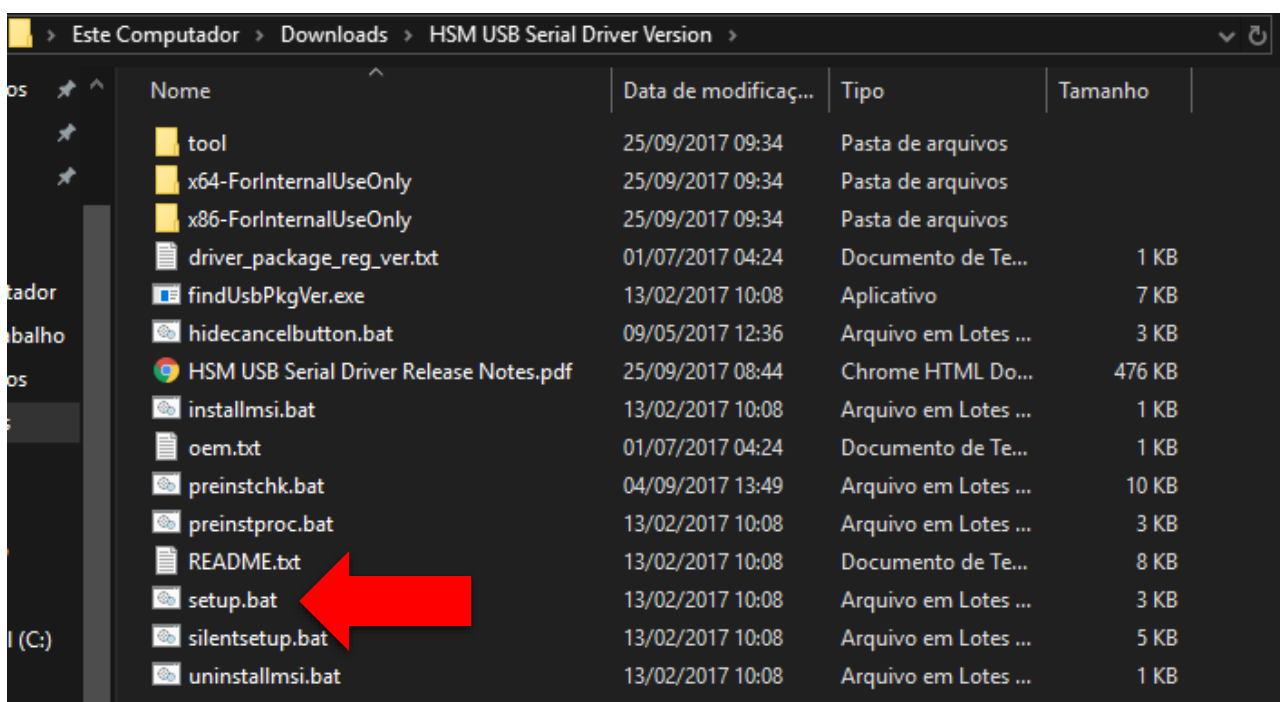 Este Computador > Downloads > HSM USB Serial Driver Version >
os
Nome Data de modificaç... Tipo Tamanho
tool 25/09/2017 09:34 Pasta de arquivos
x64-ForInternalUseOnly 25/09/2017 09:34 Pasta de arquivos
x86-ForInternalUseOnly 25/09/2017 09:34 Pasta de arquivos
driver_package_reg_ver.txt 01/07/2017 04:24 Documento de Te... 1 KB
tador findUsbPkgVer.exe 13/02/2017 10:08 Aplicativo 7 KB
abalho hidecancelbutton.bat 09/05/2017 12:36 Arquivo em Lotes ... 3 KB
os HSM USB Serial Driver Release Notes.pdf 25/09/2017 08:44 Chrome HTML Do... 476 KB
installmsi.bat 13/02/2017 10:08 Arquivo em Lotes ... 1 KB
oem.txt 01/07/2017 04:24 Documento de Te... 1 KB
preinstchk.bat 04/09/2017 13:49 Arquivo em Lotes ... 10 KB
preinstproc.bat 13/02/2017 10:08 Arquivo em Lotes ... 3 KB
README.txt 13/02/2017 10:08 Documento de Te... 8 KB
setup.bat 13/02/2017 10:08 Arquivo em Lotes ... 3 KB
l (C:) silentsetup.bat 13/02/2017 10:08 Arquivo em Lotes ... 5 KB
uninstallmsi.bat 13/02/2017 10:08 Arquivo em Lotes ... 1 KB